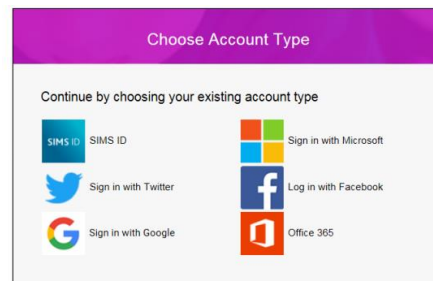 Choose Account Type
Continue by choosing your existing account type
SIMS ID SIMS ID
Sign in with Microsoft
Sign in with Twitter
Log in with Facebook
Sign in with Google
Office 365